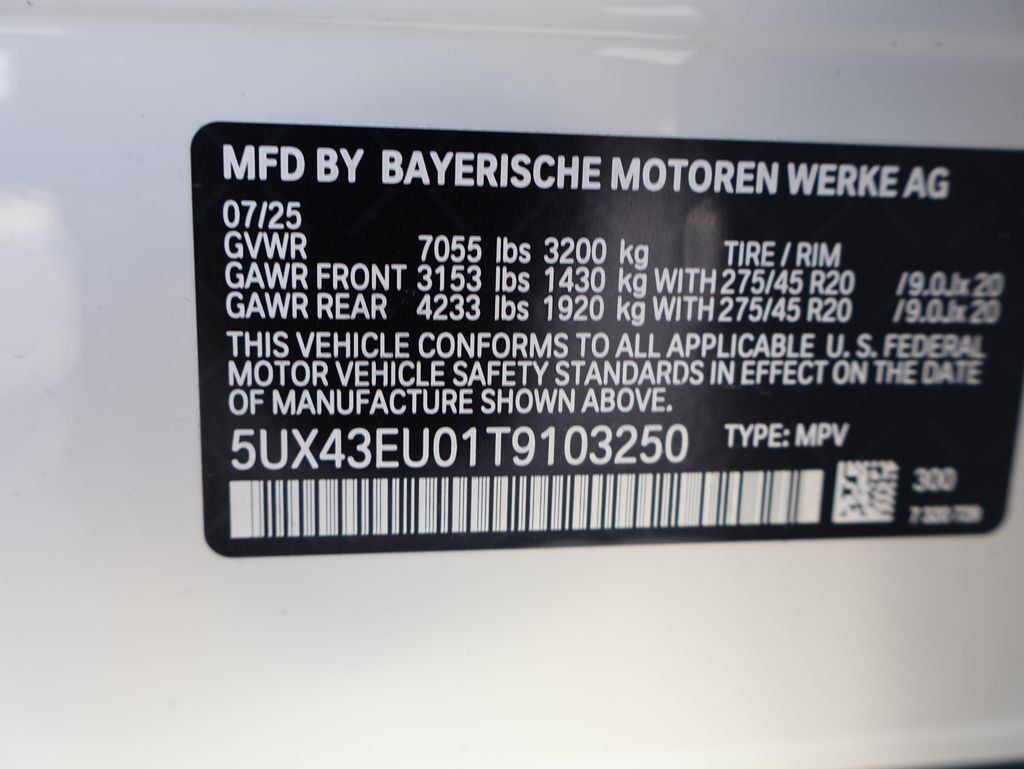 MFD BY BAYERISCHE MOTOREN WERKE AG
07/25
GVWR 7055 lbs 3200 kg TIRE / RIM
GAWR FRONT 3153 lbs 1430 kg WITH 275/45 R20 /9.0Jx20
GAWR REAR 4233 lbs 1920 kg WITH 275/45 R20 /9.0Jx20
THIS VEHICLE CONFORMS TO ALL APPLICABLE U. S. FEDERAL
MOTOR VEHICLE SAFETY STANDARDS IN EFFECT ON THE DATE
OF MANUFACTURE SHOWN ABOVE.
5UX43EU01T9103250 TYPE: MPV
300